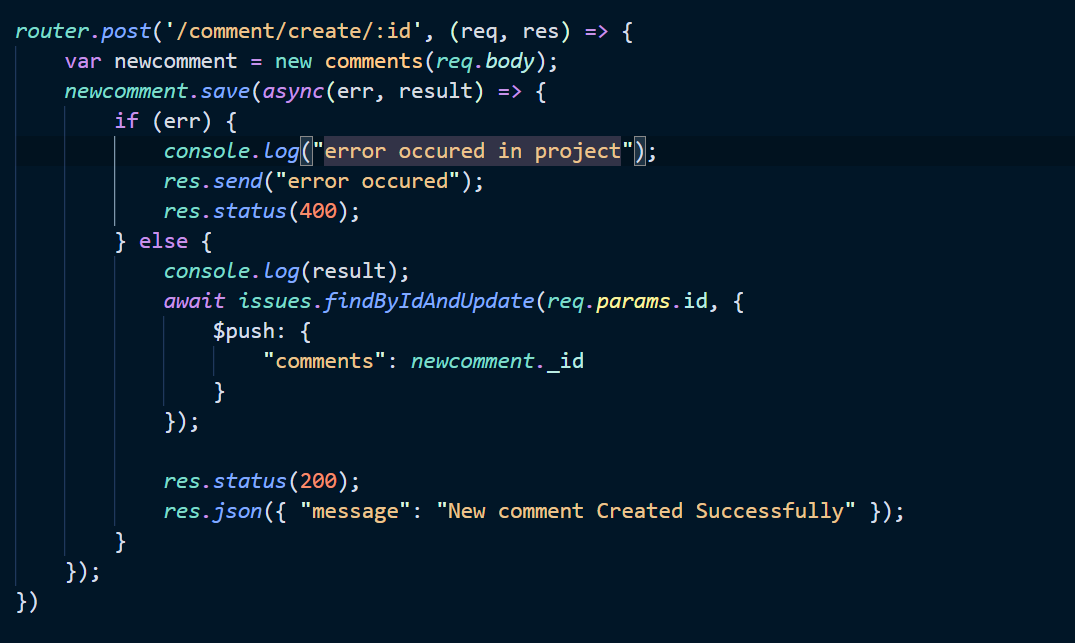 router.post('/comment/create/:id', (req, res) => {
    var newcomment = new comments(req.body);
    newcomment.save(async(err, result) => {
        if (err) {
            console.log("error occured in project");
            res.send("error occured");
            res.status(400);
        } else {
            console.log(result);
            await issues.findByIdAndUpdate(req.params.id, {
                $push: {
                    "comments": newcomment._id
                }
            });

            res.status(200);
            res.json({ "message": "New comment Created Successfully" });
        }
    });
})